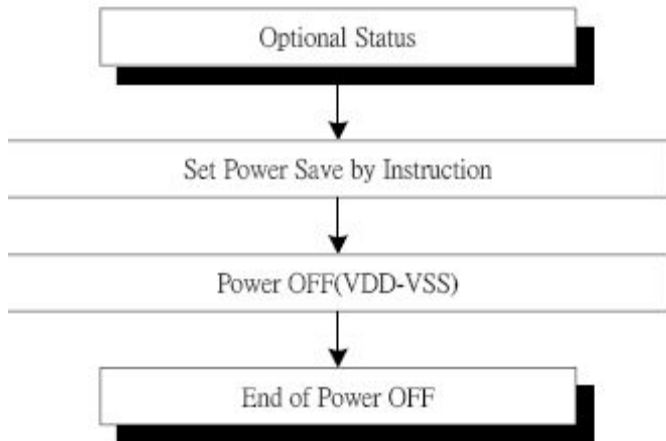 Optional Status
Set Power Save by Instruction
Power OFF(VDD-VSS)
End of Power OFF